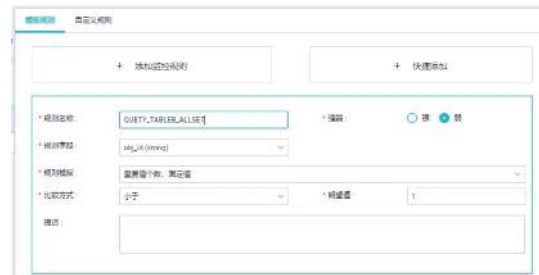 模板规则 自定义规则
+ 添加监控规则 + 快捷添加
* 规则名称: QUETY_TABLEB_ALLSET * 强弱: 强 弱
* 规则字段: obj_id (string)
* 规则模板: 重复值个数、固定值
* 比较方式: 小于 * 期望值: 1
描述: